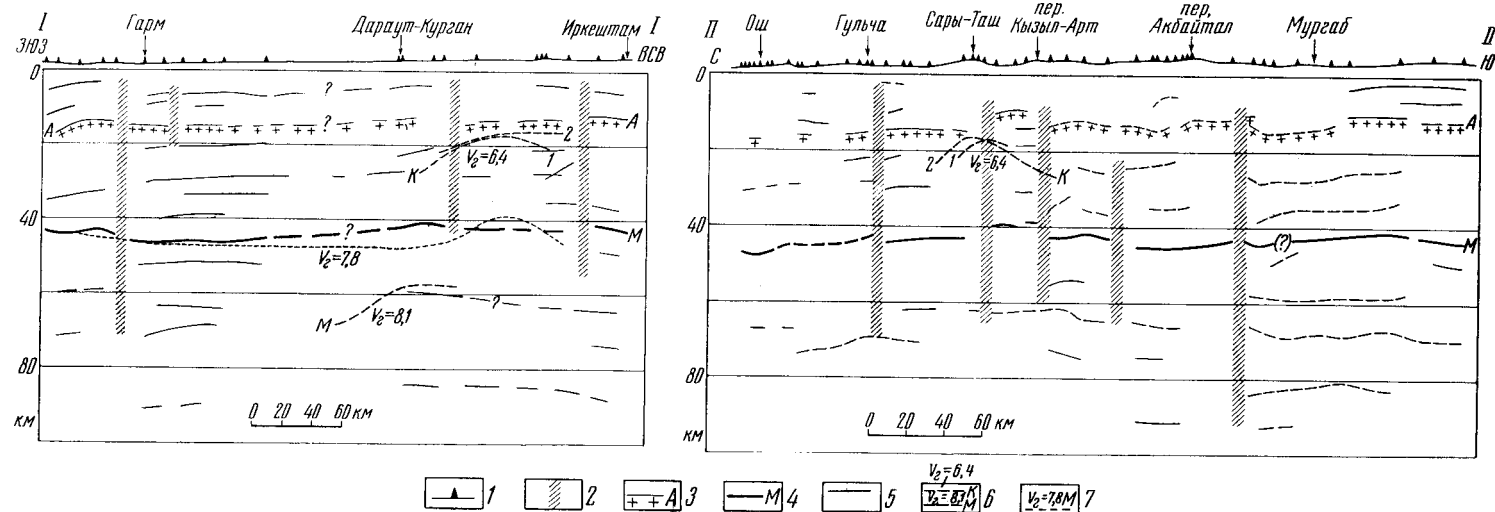 I Гарм Дараут-Курган Иркештам I
ЗЮЗ ВСВ
0
?
А ? А
2
V₂=6,4 1
К
40
? М
V₂=7,8
М V₂=8,1 ?
80
км
0 20 40 60 км
II Ош Гульча Сары-Таш пер. Кызыл-Арт пер, Акбайтал Мургаб II
С Ю
0
А
2 1 V₂=6,4
К
40
(?) М
80
км
0 20 40 60 км
V₂=6,4
1 2 А 3 М 4 5 V₂=8,1 К М 6 V₂=7,8 М 7